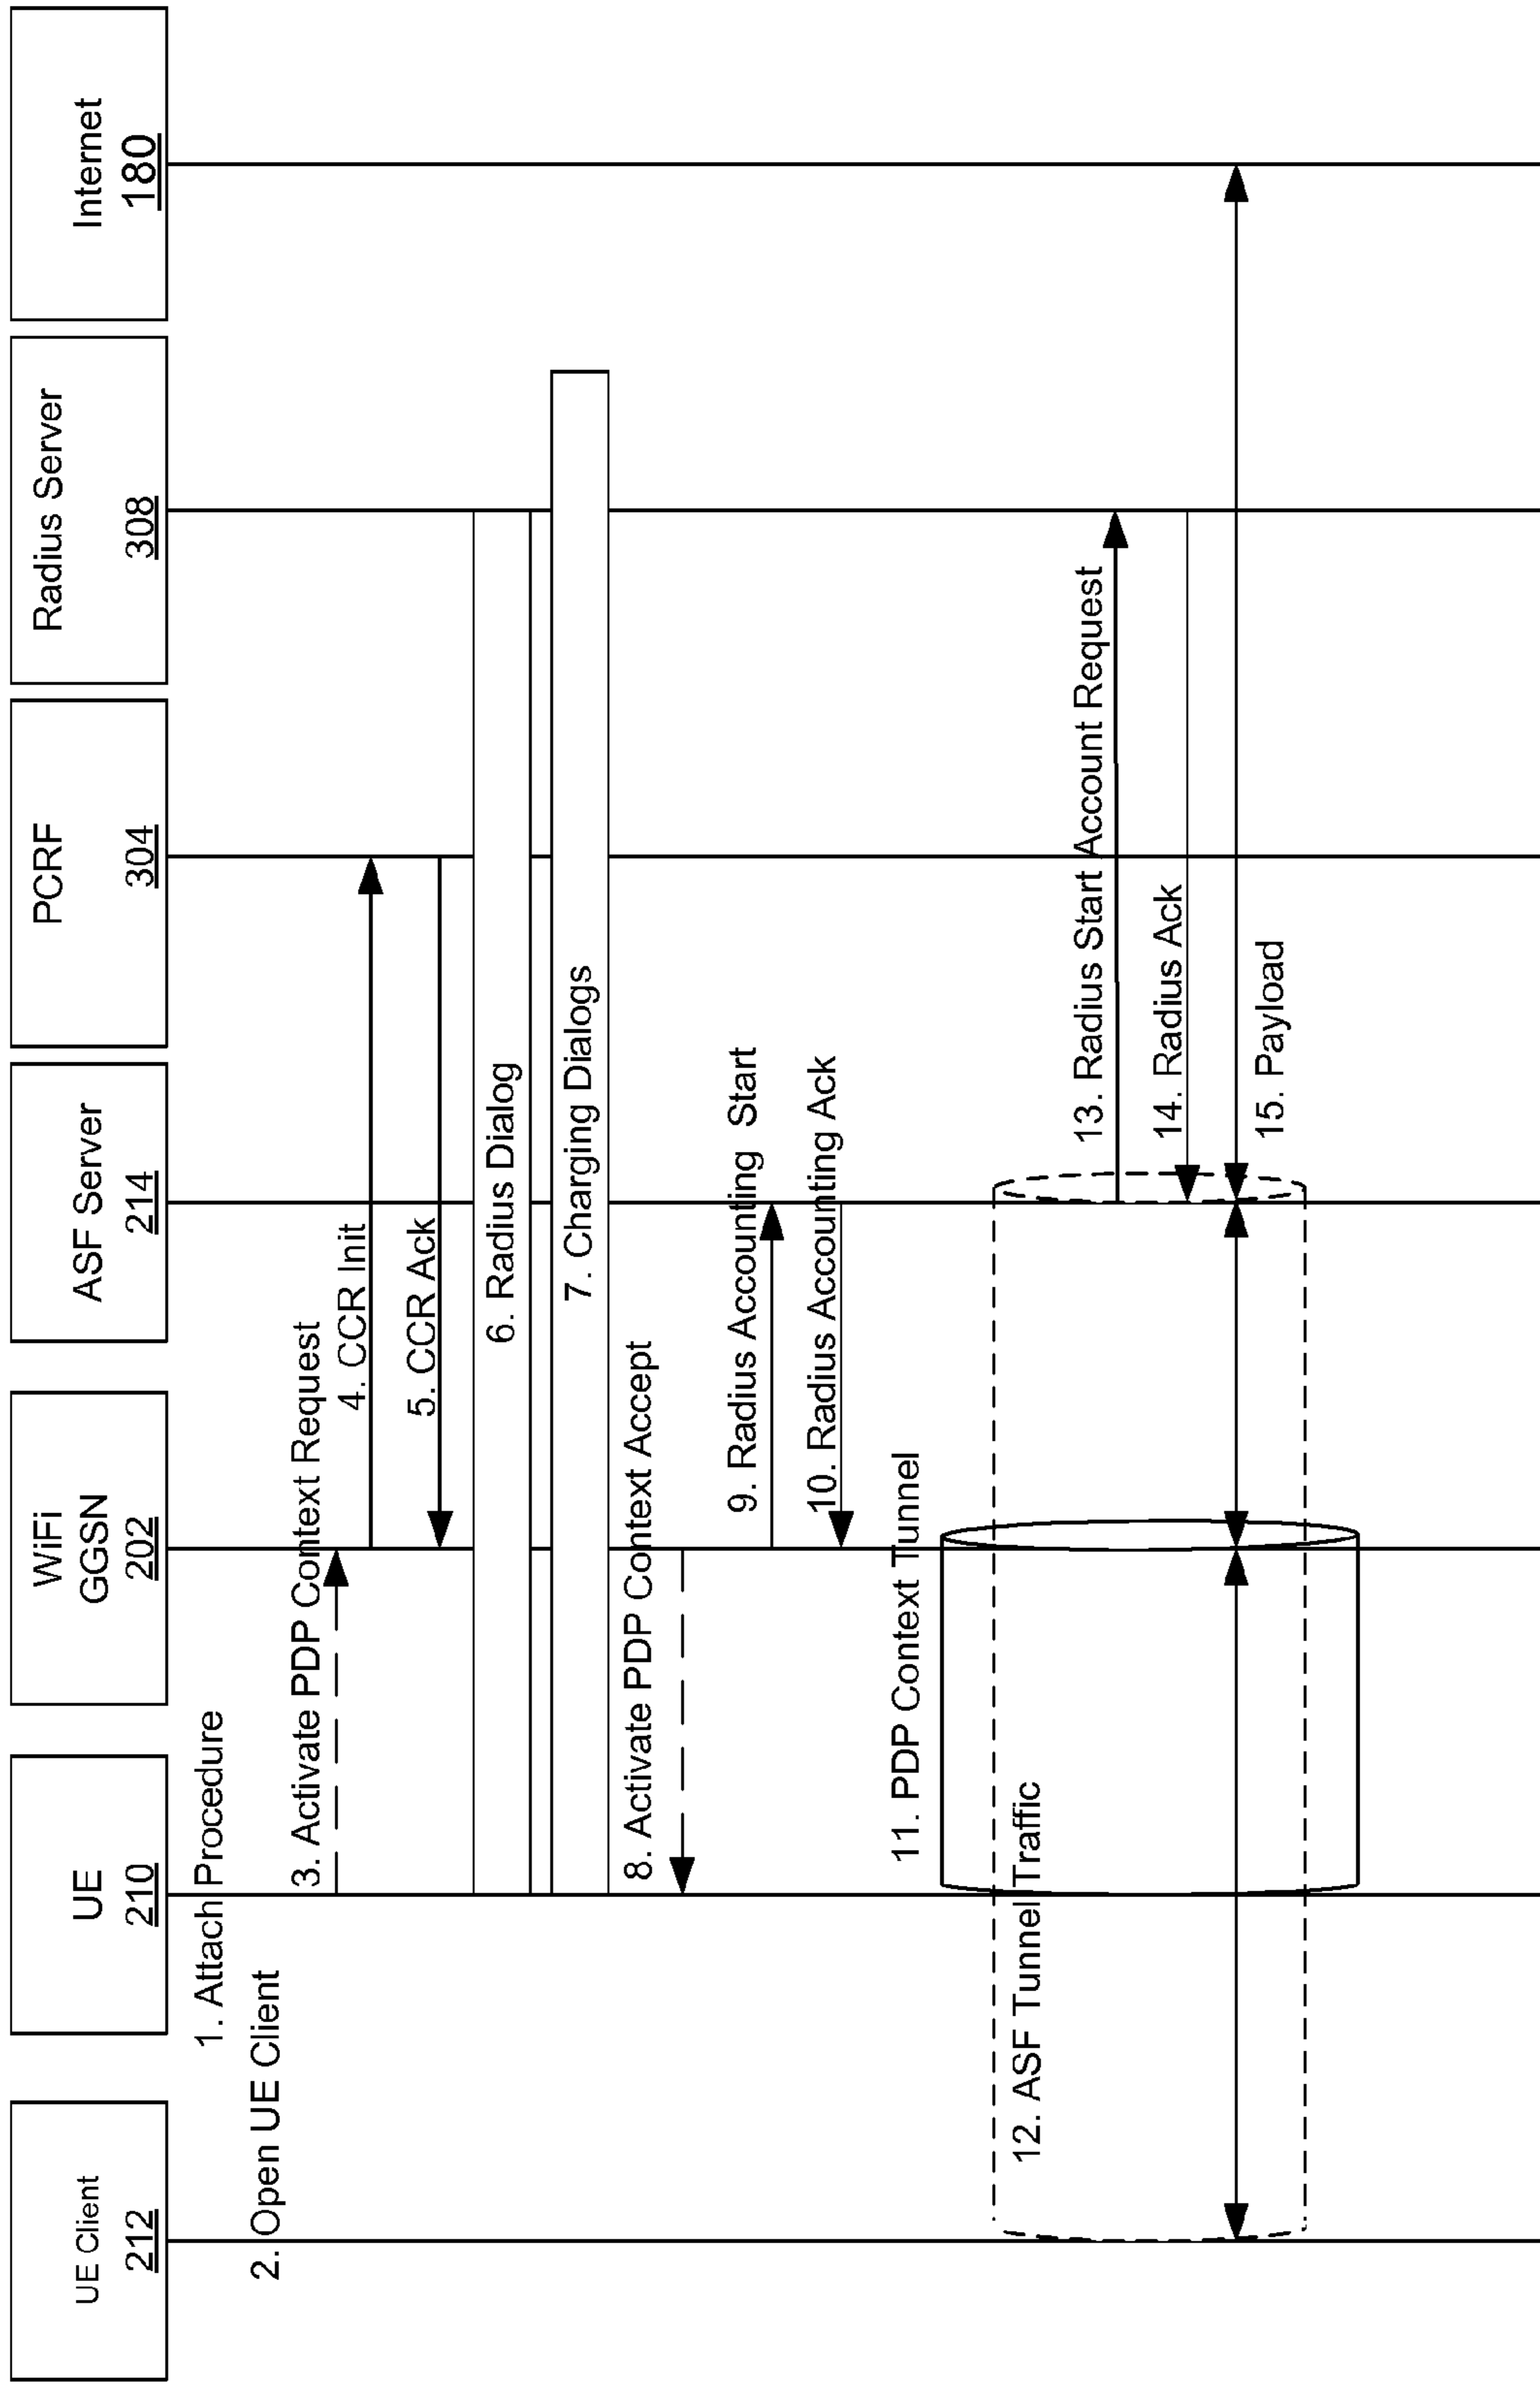 UE Client
212
UE
210
WiFi
GGSN
202
ASF Server
214
PCRF
304
Radius Server
308
Internet
180
1. Attach Procedure
2. Open UE Client
3. Activate PDP Context Request
4. CCR Init
5. CCR Ack
6. Radius Dialog
7. Charging Dialogs
8. Activate PDP Context Accept
9. Radius Accounting Start
10. Radius Accounting Ack
11. PDP Context Tunnel
12. ASF Tunnel Traffic
13. Radius Start Account Request
14. Radius Ack
15. Payload